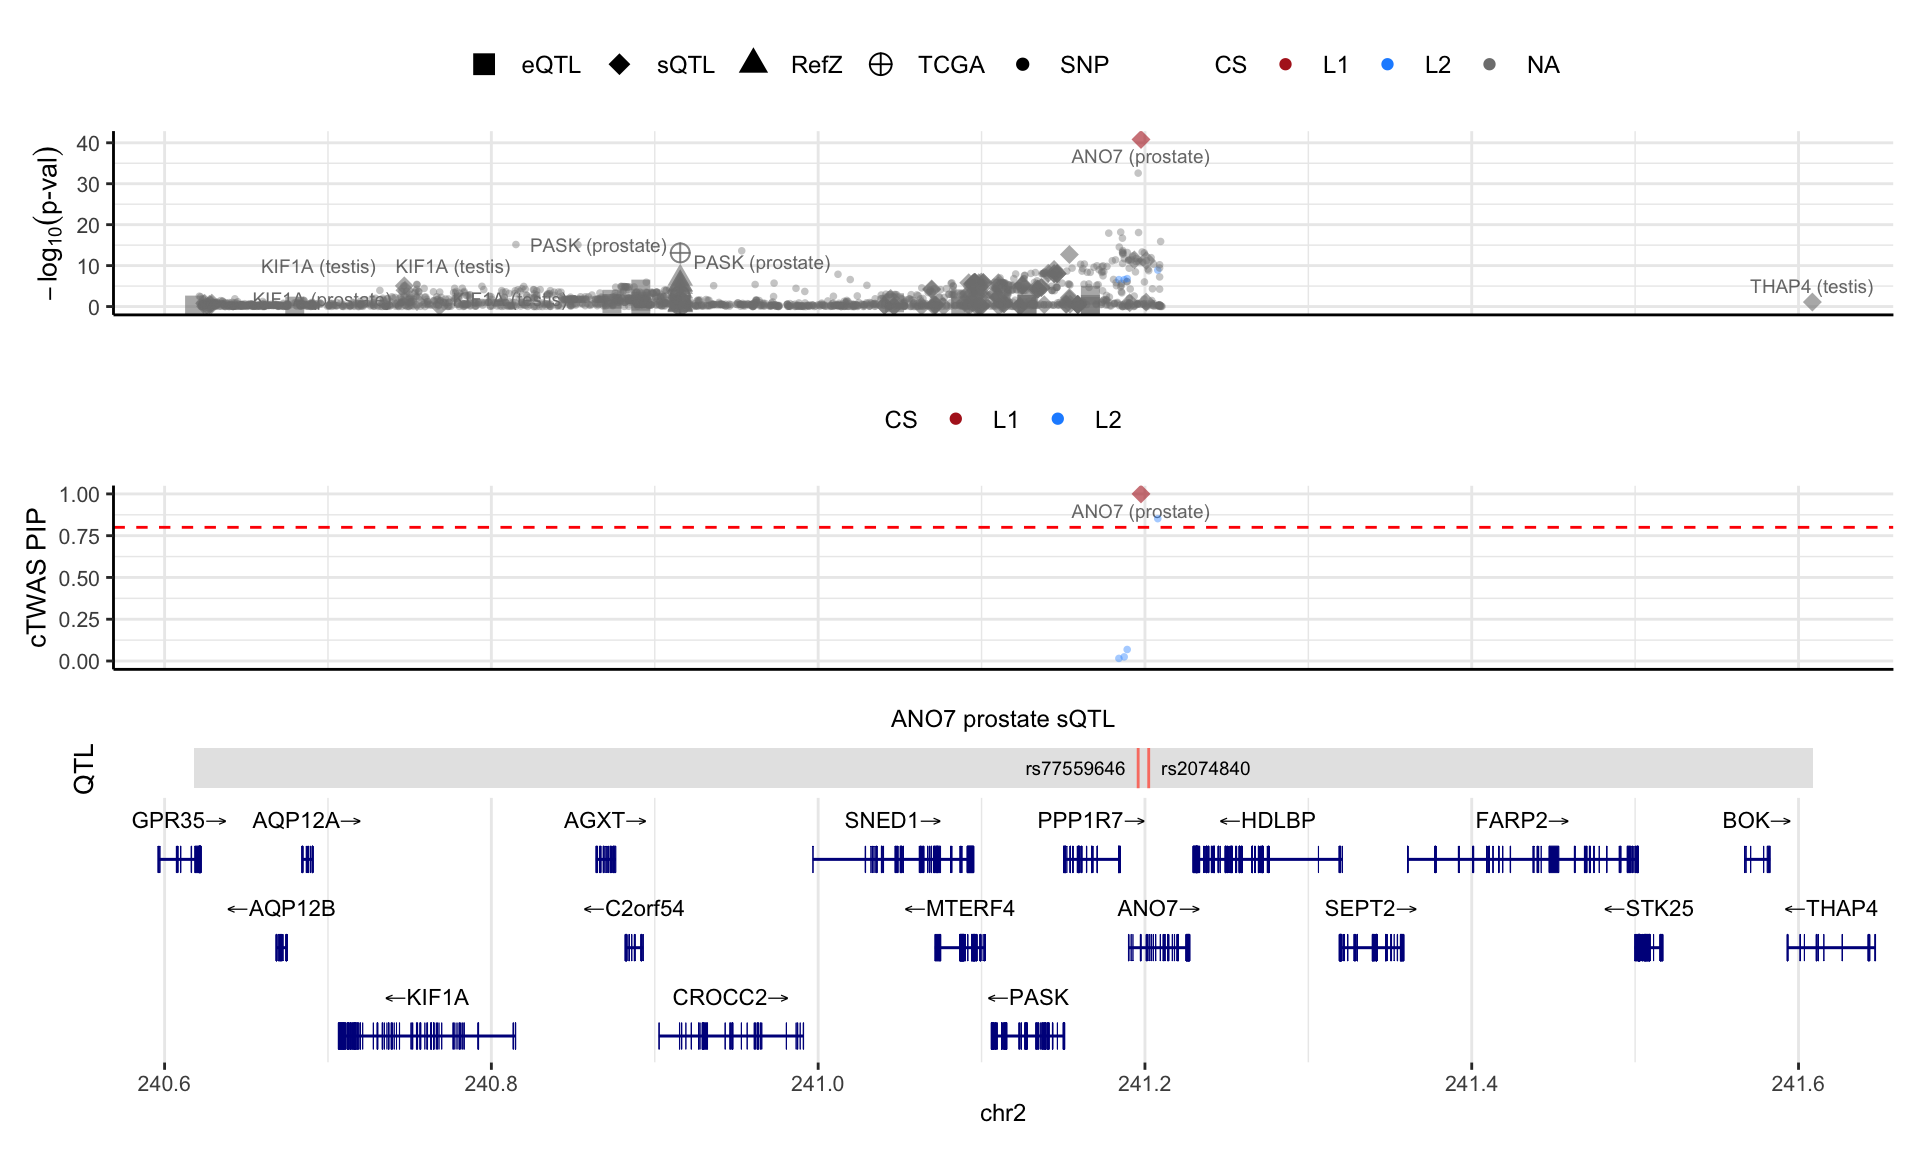 eQTL sQTL RefZ TCGA SNP CS L1 L2 NA
−log10(p-val)
40
30
20
10
0
ANO7 (prostate)
PASK (prostate)
PASK (prostate)
KIF1A (testis) KIF1A (testis)
KIF1A (prostate) KIF1A (testis)
THAP4 (testis)
CS L1 L2
cTWAS PIP
1.00
0.75
0.50
0.25
0.00
ANO7 (prostate)
ANO7 prostate sQTL
QTL
rs77559646 rs2074840
GPR35→ AQP12A→ AGXT→ SNED1→ PPP1R7→ ←HDLBP FARP2→ BOK→
←AQP12B ←C2orf54 ←MTERF4 ANO7→ SEPT2→ ←STK25 ←THAP4
←KIF1A CROCC2→ ←PASK
240.6 240.8 241.0 241.2 241.4 241.6
chr2